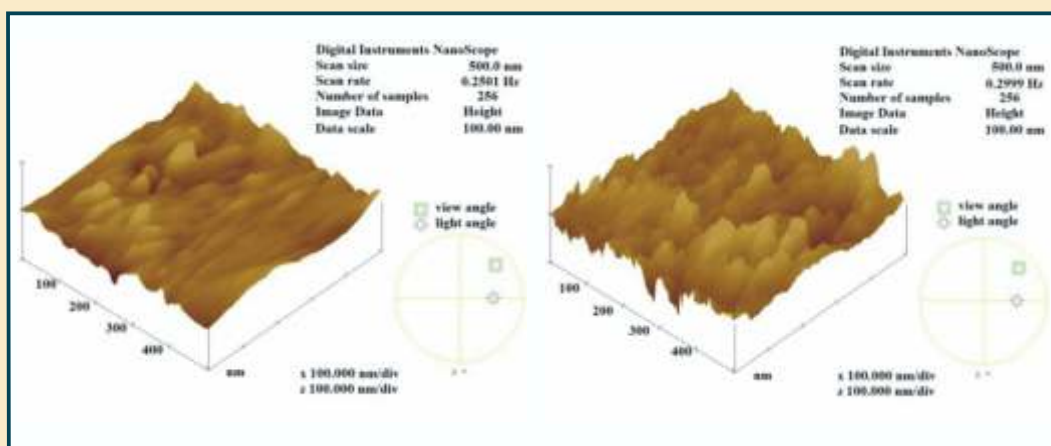 Digital Instruments NanoScope
Scan size 500.0 nm
Scan rate 0.2501 Hz
Number of samples 256
Image Data Height
Data scale 100.00 nm
view angle
light angle
100
200
300
400
nm
x 100.000 nm/div
z 100.000 nm/div
Digital Instruments NanoScope
Scan size 500.0 nm
Scan rate 0.2999 Hz
Number of samples 256
Image Data Height
Data scale 100.00 nm
view angle
light angle
100
200
300
400
nm
x 100.000 nm/div
z 100.000 nm/div